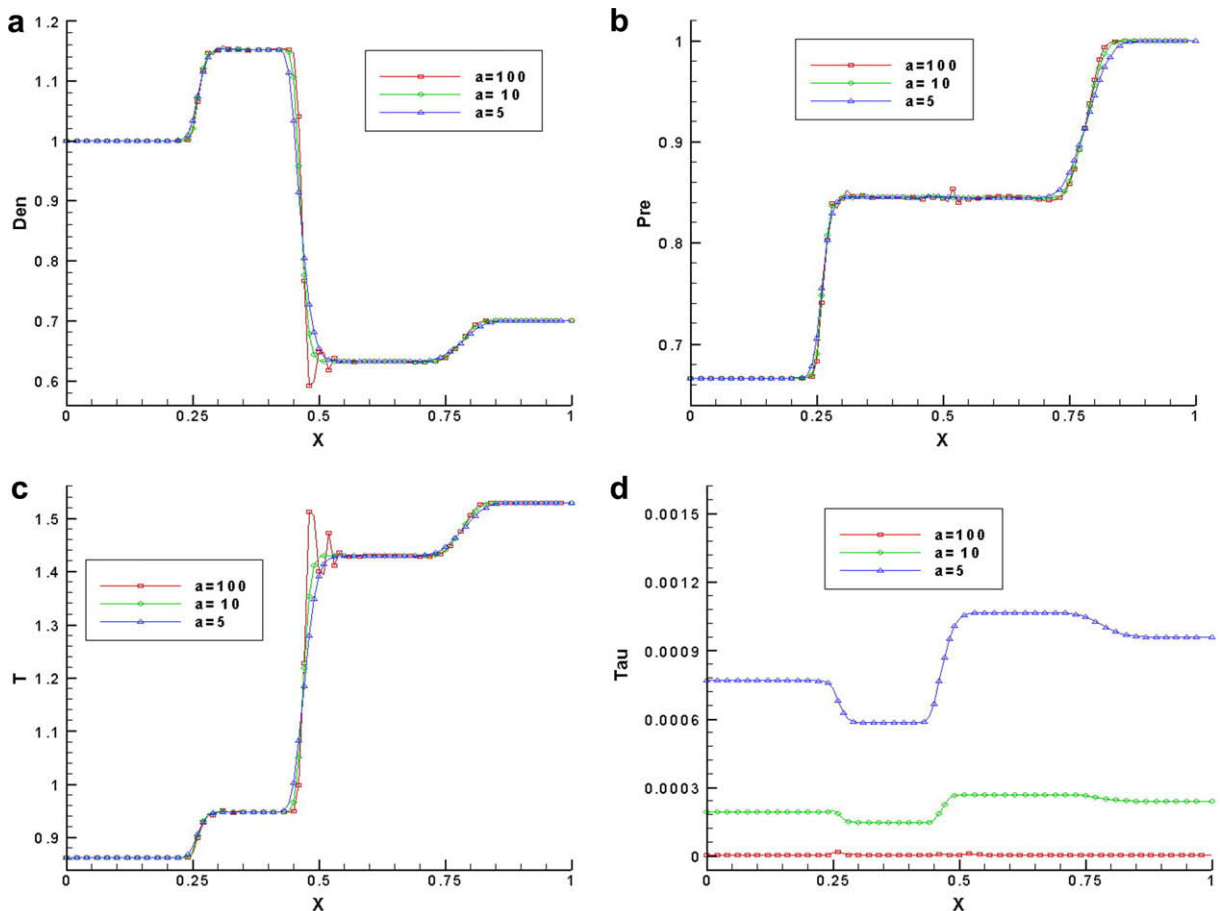 a
1.2
1.1
1
0.9
0.8
0.7
0.6
Den
a=100
a= 10
a=5
0
0.25
0.5
0.75
1
X
b
1
0.9
0.8
0.7
Pre
a=100
a= 10
a=5
0
0.25
0.5
0.75
1
X
c
1.5
1.4
1.3
1.2
1.1
1
0.9
T
a=100
a= 10
a=5
0
0.25
0.5
0.75
1
X
d
0.0015
0.0012
0.0009
0.0006
0.0003
0
Tau
a=100
a= 10
a=5
0
0.25
0.5
0.75
1
X